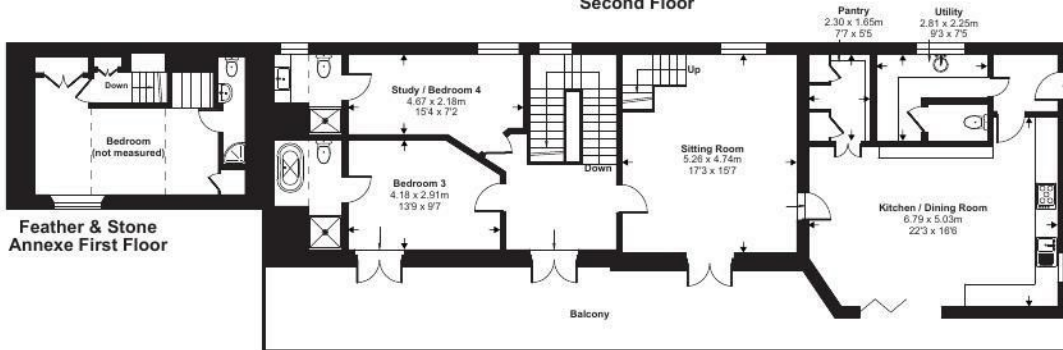 Second Floor
Pantry
2.30 x 1.65m
7'7 x 5'5
Utility
2.81 x 2.25m
9'3 x 7'5
Down
Bedroom
(not measured)
Feather & Stone
Annexe First Floor
Study / Bedroom 4
4.67 x 2.18m
15'4 x 7'2
Bedroom 3
4.18 x 2.91m
13'9 x 9'7
Down
Up
Sitting Room
5.26 x 4.74m
17'3 x 15'7
Kitchen / Dining Room
6.79 x 5.03m
22'3 x 16'6
Balcony